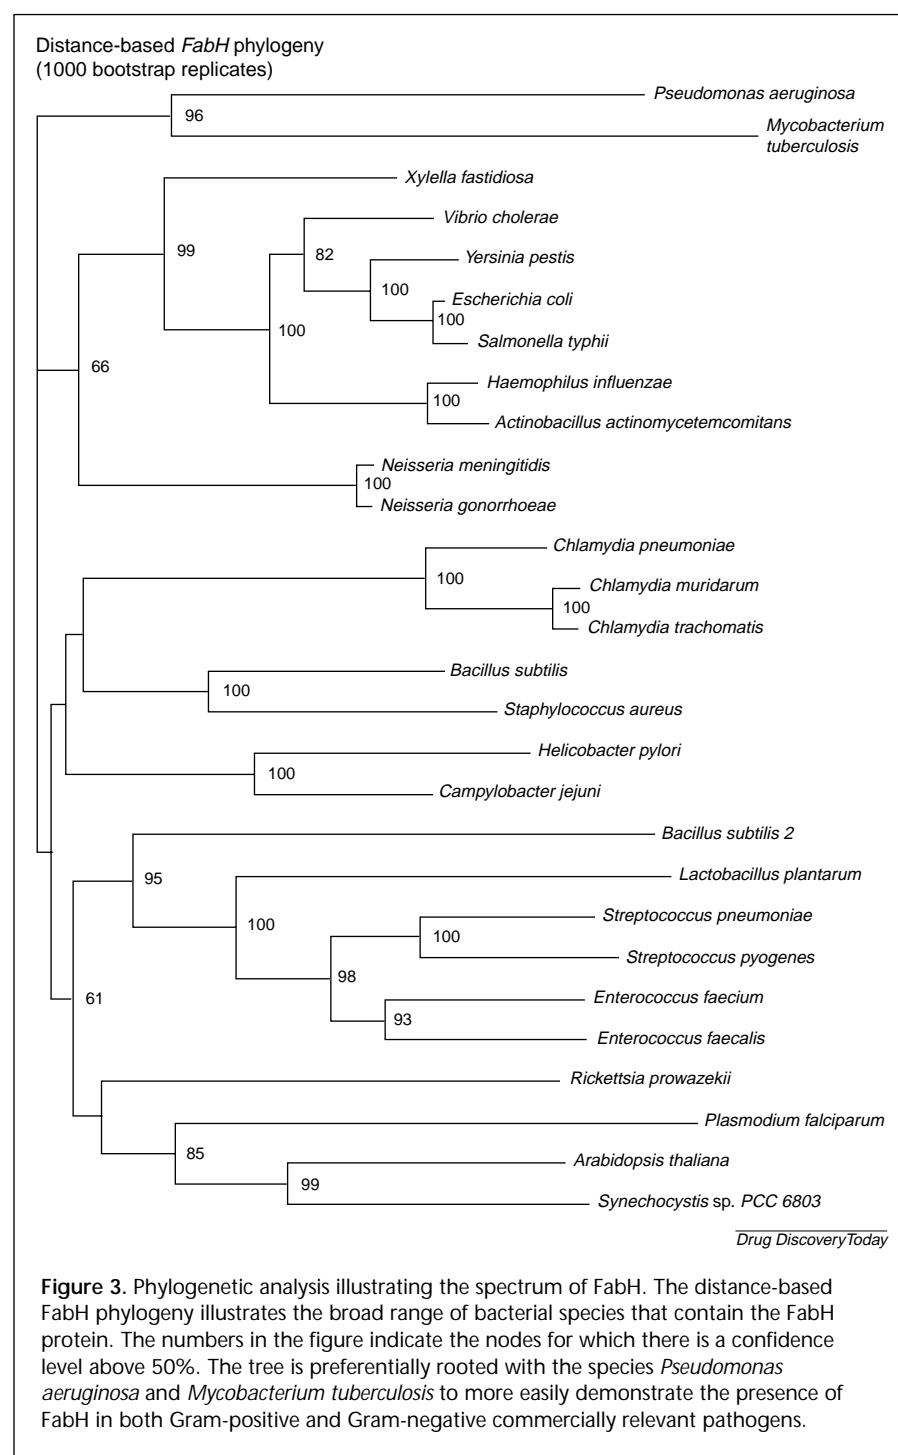 Distance-based FabH phylogeny
(1000 bootstrap replicates)
Pseudomonas aeruginosa
96
Mycobacterium
tuberculosis
Xylella fastidiosa
Vibrio cholerae
99
82
Yersinia pestis
100
Escherichia coli
100
100
Salmonella typhii
66
Haemophilus influenzae
100
Actinobacillus actinomycetemcomitans
Neisseria meningitidis
100
Neisseria gonorrhoeae
Chlamydia pneumoniae
100
Chlamydia muridarum
100
Chlamydia trachomatis
Bacillus subtilis
100
Staphylococcus aureus
Helicobacter pylori
100
Campylobacter jejuni
Bacillus subtilis 2
95
Lactobacillus plantarum
100
Streptococcus pneumoniae
100
Streptococcus pyogenes
98
61
Enterococcus faecium
93
Enterococcus faecalis
Rickettsia prowazekii
Plasmodium falciparum
85
Arabidopsis thaliana
99
Synechocystis sp. PCC 6803
Drug Discovery Today
Figure 3. Phylogenetic analysis illustrating the spectrum of FabH. The distance-based
FabH phylogeny illustrates the broad range of bacterial species that contain the FabH
protein. The numbers in the figure indicate the nodes for which there is a confidence
level above 50%. The tree is preferentially rooted with the species Pseudomonas
aeruginosa and Mycobacterium tuberculosis to more easily demonstrate the presence of
FabH in both Gram-positive and Gram-negative commercially relevant pathogens.